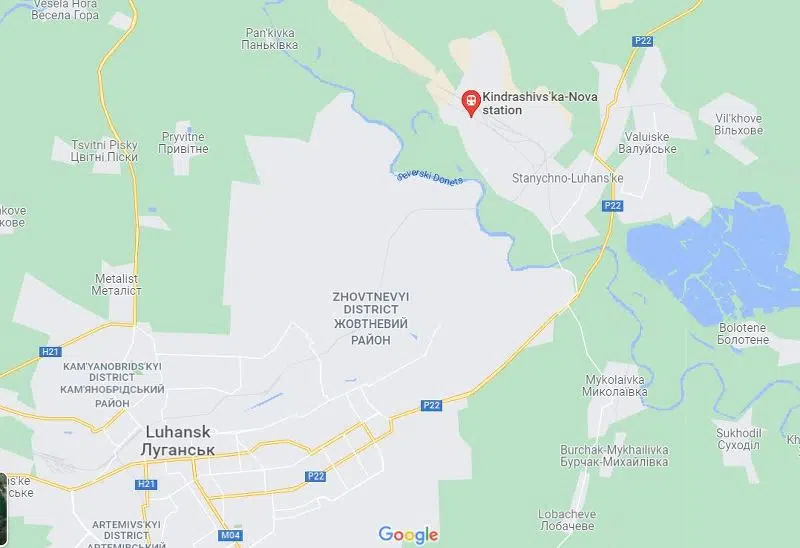 Vesela Hora
Весела Гора
Pan'kivka
Паньківка
P22
Kindrashivs'ka-Nova
station
Vil'khove
Вільхове
Valuiske
Валуйське
Pryvitne
Привітне
Tsvitni Pisky
Цвітні Піски
Siverski Donets
Stanychno-Luhans'ke
P22
Metalist
Металіст
ZHOVTNEVYI
DISTRICT
ЖОВТНЕВИЙ
РАЙОН
Bolotene
Болотене
H21
KAM'YANOBRIDS'KYI
DISTRICT
КАМ'ЯНОБРІДСЬКИЙ
РАЙОН
Mykolaivka
Миколаївка
P22
Luhansk
Луганськ
Sukhodil
Суходіл
Burchak-Mykhailivka
Бурчак-Михайлівка
P22
H21
Lobacheve
Лобачеве
ARTEMIVS'KYI
DISTRICT
АРТЕМІВСЬКИЙ
M04
Google